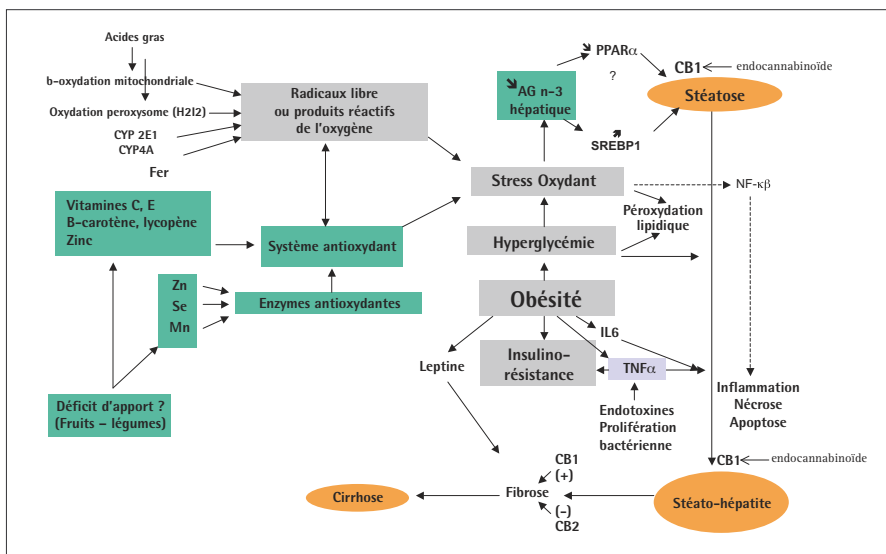 Acides gras
b-oxydation mitochondriale
Oxydation peroxysome (H2I2)
CYP 2E1
CYP4A
Fer
Radicaux libre
ou produits réactifs
de l'oxygène
AG n-3
hépatique
PPARα
?
SREBP1
CB1
endocannabinoïde
Stéatose
Stress Oxydant
NF-κβ
Péroxydation
lipidique
Vitamines C, E
B-carotène, lycopène
Zinc
Système antioxydant
Hyperglycémie
Zn
Se
Mn
Enzymes antioxydantes
Obésité
IL6
Leptine
Insulino-
résistance
TNFα
Endotoxines
Prolifération
bactérienne
Inflammation
Nécrose
Apoptose
Déficit d'apport ?
(Fruits – légumes)
CB1
endocannabinoïde
CB1
(+)
Cirrhose
Fibrose
(-)
CB2
Stéato-hépatite